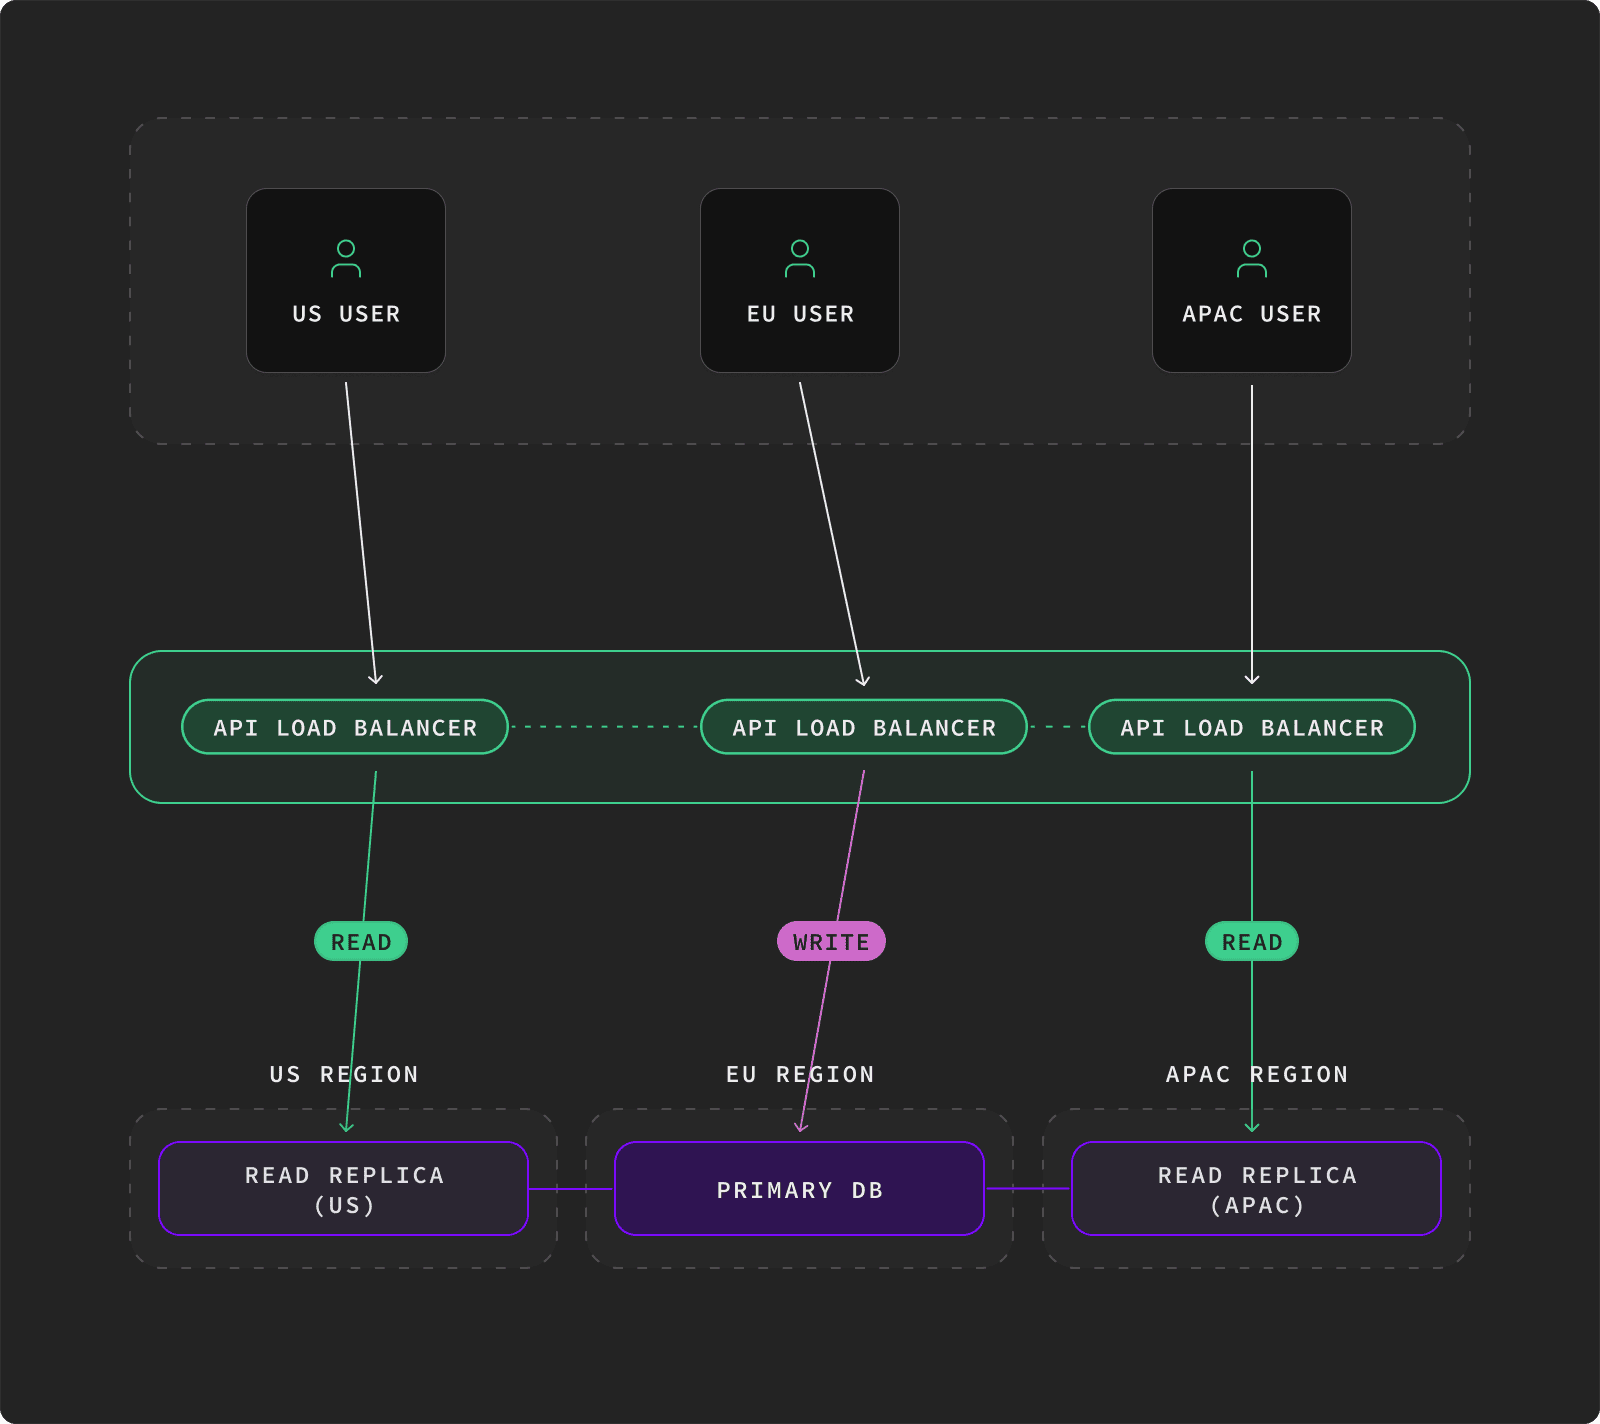 US USER
EU USER
APAC USER
API LOAD BALANCER
API LOAD BALANCER
API LOAD BALANCER
READ
WRITE
READ
US REGION
EU REGION
APAC REGION
READ REPLICA
(US)
PRIMARY DB
READ REPLICA
(APAC)